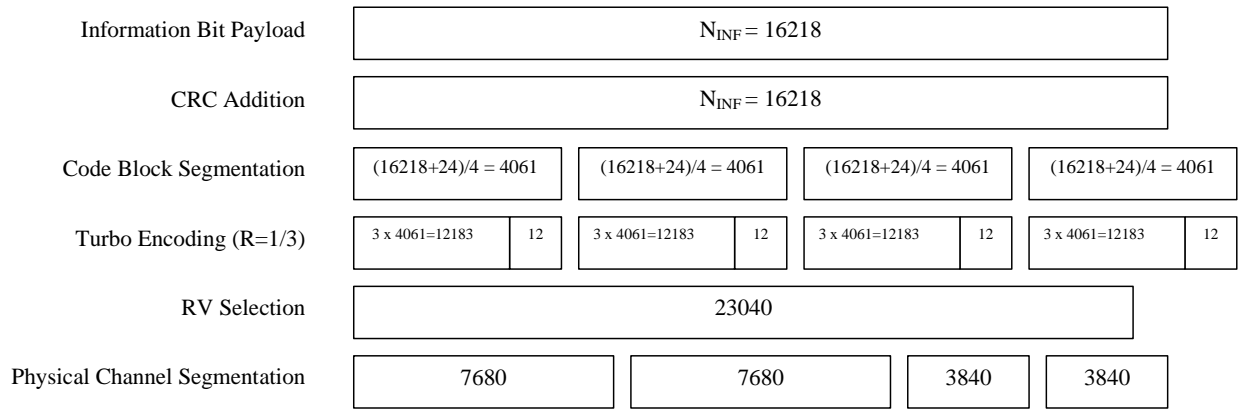 Information Bit Payload N_INF = 16218
CRC Addition N_INF = 16218
Code Block Segmentation (16218+24)/4 = 4061 (16218+24)/4 = 4061 (16218+24)/4 = 4061 (16218+24)/4 = 4061
Turbo Encoding (R=1/3) 3 x 4061=12183 12 3 x 4061=12183 12 3 x 4061=12183 12 3 x 4061=12183 12
RV Selection 23040
Physical Channel Segmentation 7680 7680 3840 3840